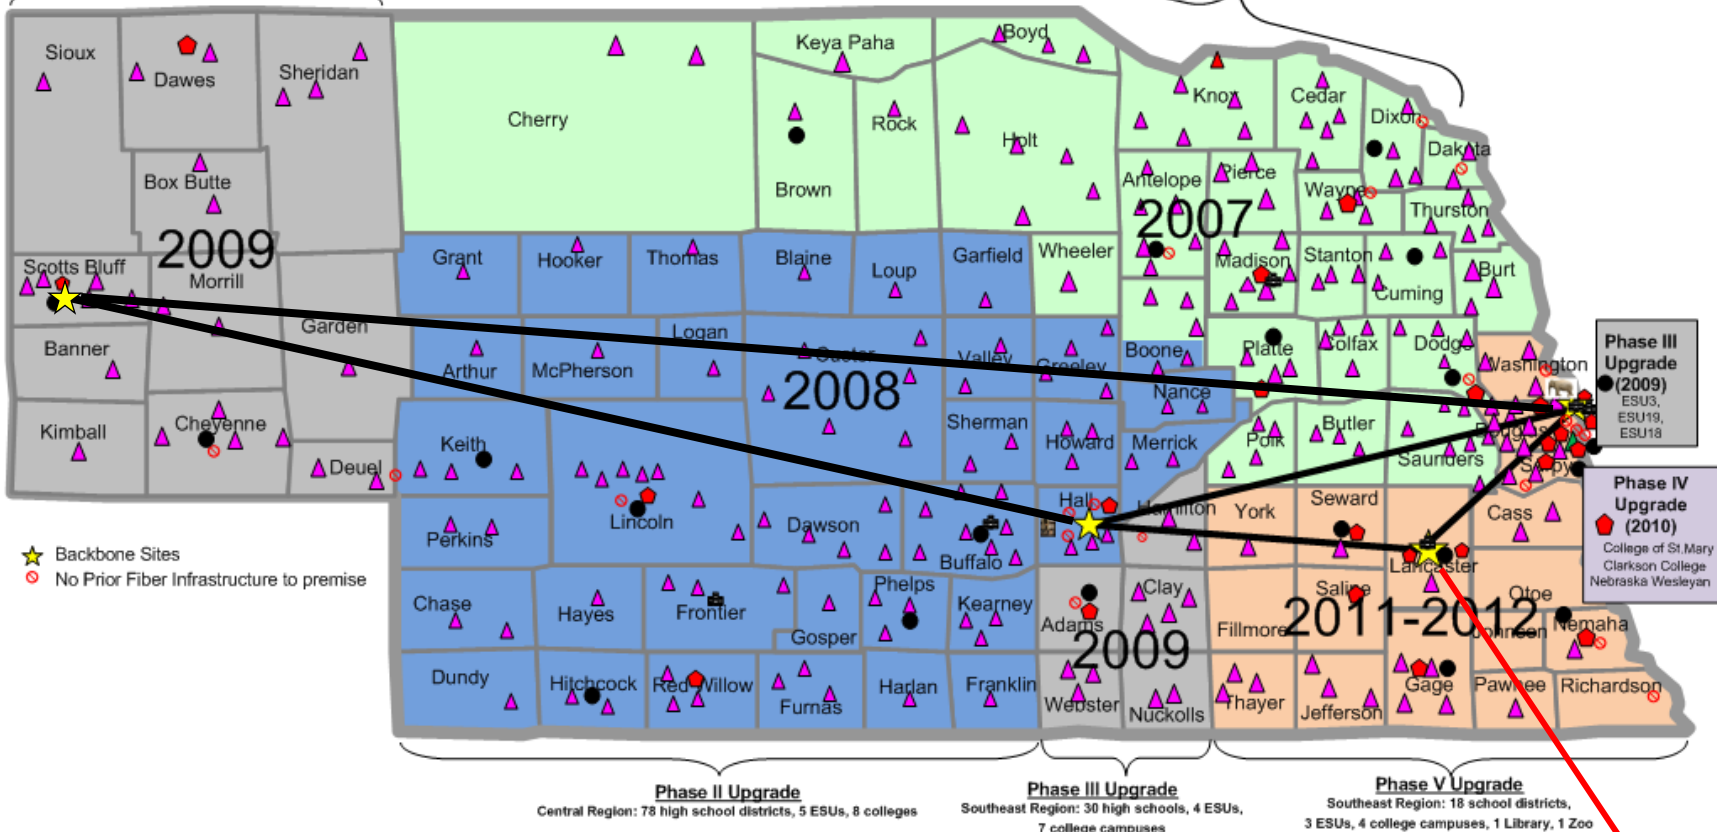 Sioux
Dawes
Sheridan
Box Butte
2009
Scotts Bluff
Morrill
Garden
Banner
Kimball
Cheyenne
Deuel
Cherry
Keya Paha
Boyd
Brown
Rock
Holt
Knox
Cedar
Dixon
Dakota
Antelope
Pierce
Wayne
Thurston
2007
Wheeler
Madison
Stanton
Cuming
Burt
Boone
Platte
Colfax
Dodge
Washington
Nance
Polk
Butler
Saunders
Douglas
Sarpy
Grant
Hooker
Thomas
Blaine
Loup
Garfield
Arthur
McPherson
Logan
Custer
Valley
Greeley
2008
Keith
Lincoln
Sherman
Howard
Merrick
Perkins
Dawson
Buffalo
Hall
Hamilton
Chase
Hayes
Frontier
Gosper
Phelps
Kearney
Dundy
Hitchcock
Red Willow
Furnas
Harlan
Franklin
Adams
Clay
2009
Webster
Nuckolls
York
Seward
Lancaster
Cass
Otoe
Saline
Fillmore
2011-2012
Johnson
Nemaha
Thayer
Jefferson
Gage
Pawnee
Richardson
Backbone Sites
No Prior Fiber Infrastructure to premise
Phase III
Upgrade
(2009)
ESU3,
ESU19,
ESU18
Phase IV
Upgrade
(2010)
College of St.Mary
Clarkson College
Nebraska Wesleyan
Phase II Upgrade
Central Region: 78 high school districts, 5 ESUs, 8 colleges
Phase III Upgrade
Southeast Region: 30 high schools, 4 ESUs,
7 college campuses
Phase V Upgrade
Southeast Region: 18 school districts,
3 ESUs, 4 college campuses, 1 Library, 1 Zoo